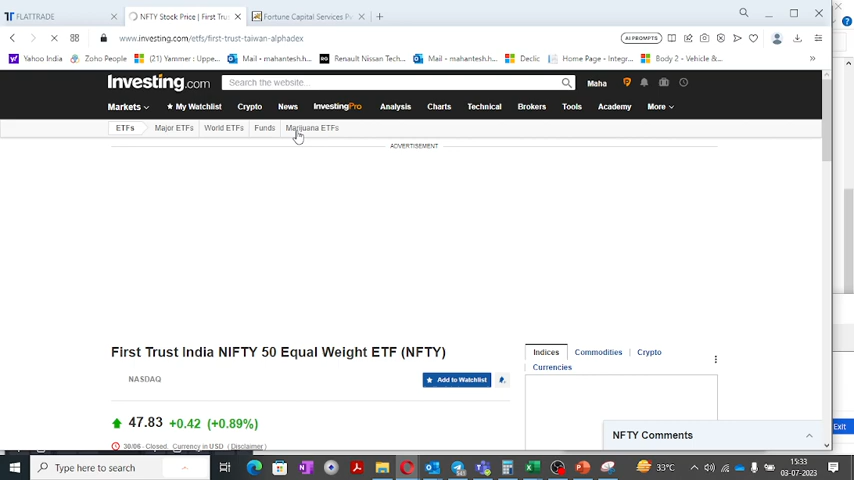 FLATTRADE
NFTY Stock Price | First Trust
Fortune Capital Services Pv
www.investing.com/etfs/first-trust-taiwan-alphadex
AI PROMPTS
Yahoo India
Zoho People
(21) Yammer : Uppe...
Mail - mahantesh.h...
Renault Nissan Tech...
Mail - mahantesh.h...
Declic
Home Page - Integr...
Body 2 - Vehicle &...
Investing.com
Search the website...
Maha
Markets
My Watchlist
Crypto
News
InvestingPro
Analysis
Charts
Technical
Brokers
Tools
Academy
More
ETFs
Major ETFs
World ETFs
Funds
Marijuana ETFs
ADVERTISEMENT
First Trust India NIFTY 50 Equal Weight ETF (NFTY)
NASDAQ
Add to Watchlist
47.83 +0.42 (+0.89%)
30/06 - Closed. Currency in USD ( Disclaimer )
Indices
Commodities
Crypto
Currencies
NFTY Comments
Exit
Type here to search
33°C
15:33
03-07-2023